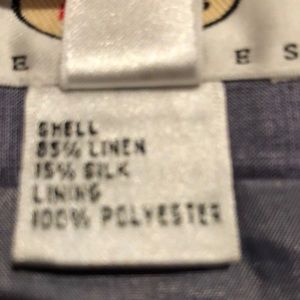 E S
SHELL
85% LINEN
15% SILK
LINING
100% POLYESTER